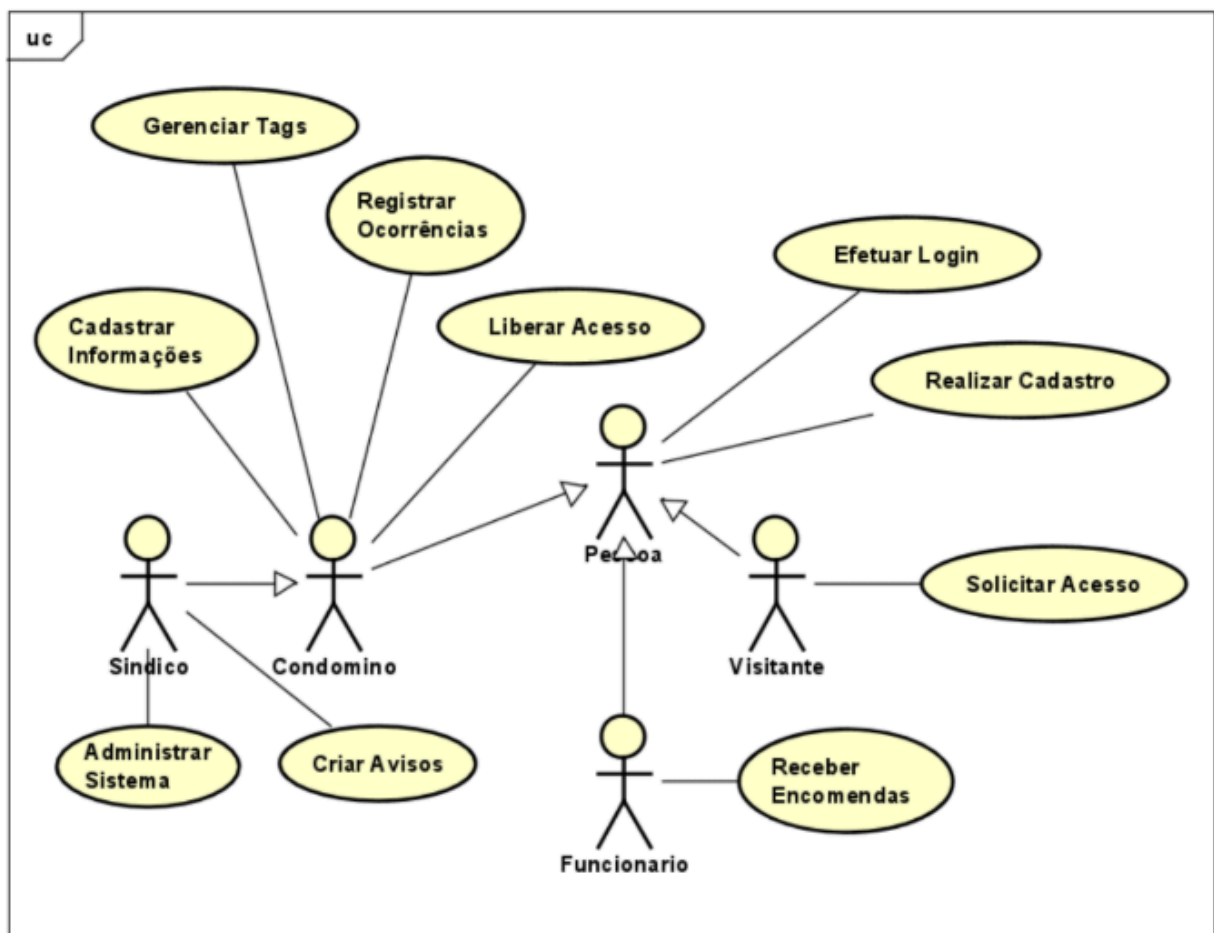 uc
Gerenciar Tags
Registrar
Ocorrências
Efetuar Login
Cadastrar
Informações
Liberar Acesso
Realizar Cadastro
Pessoa
Solicitar Acesso
Sindico
Condomino
Visitante
Administrar
Sistema
Criar Avisos
Receber
Encomendas
Funcionario